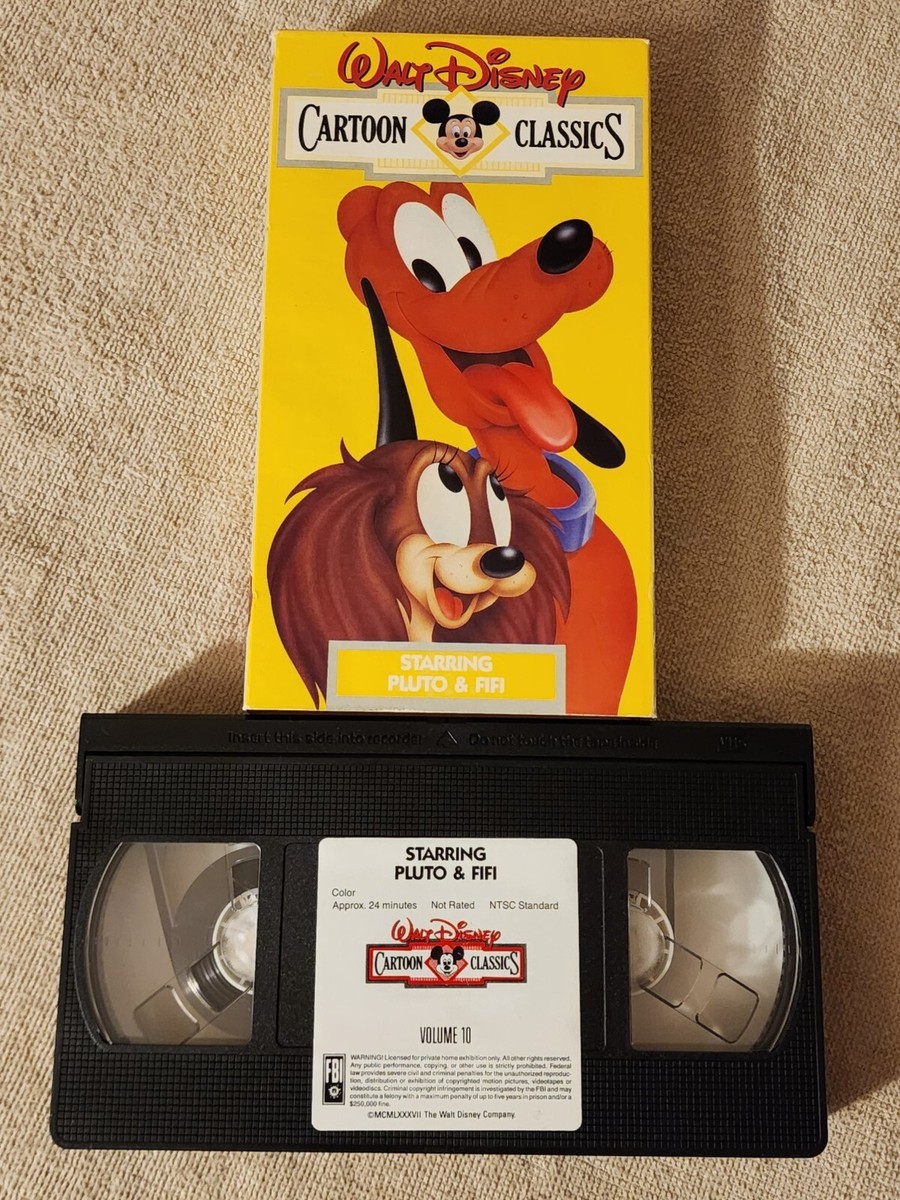 WALT DISNEY
CARTOON CLASSICS
STARRING
PLUTO & FIFI
Insert this side into recorder Do not touch the tape inside VHS
STARRING
PLUTO & FIFI
Color
Approx. 24 minutes Not Rated NTSC Standard
WALT DISNEY
CARTOON CLASSICS
VOLUME 10
FBI
WARNING! Licensed for private home exhibition only. All other rights reserved.
Any public performance, copying, or other use is strictly prohibited. Federal
law provides severe civil and criminal penalties for the unauthorized reproduc-
tion, distribution or exhibition of copyrighted motion pictures, videotapes or
videodiscs. Criminal copyright infringement is investigated by the FBI and may
constitute a felony with a maximum penalty of up to five years in prison and/or a
$250,000 fine.
©MCMLXXXVII The Walt Disney Company.